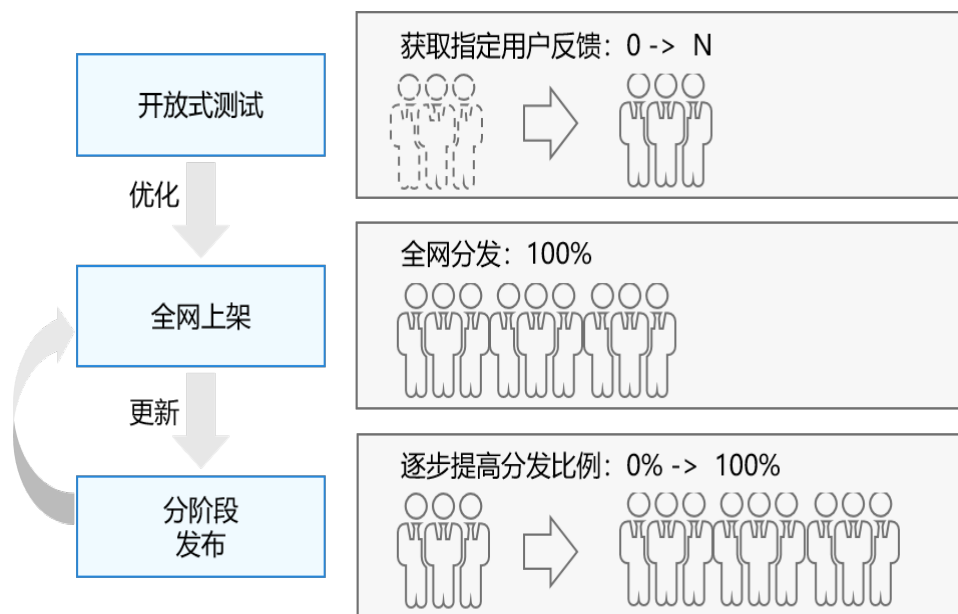 获取指定用户反馈：0 -> N
开放式测试
优化
全网分发：100%
全网上架
更新
逐步提高分发比例：0% -> 100%
分阶段
发布